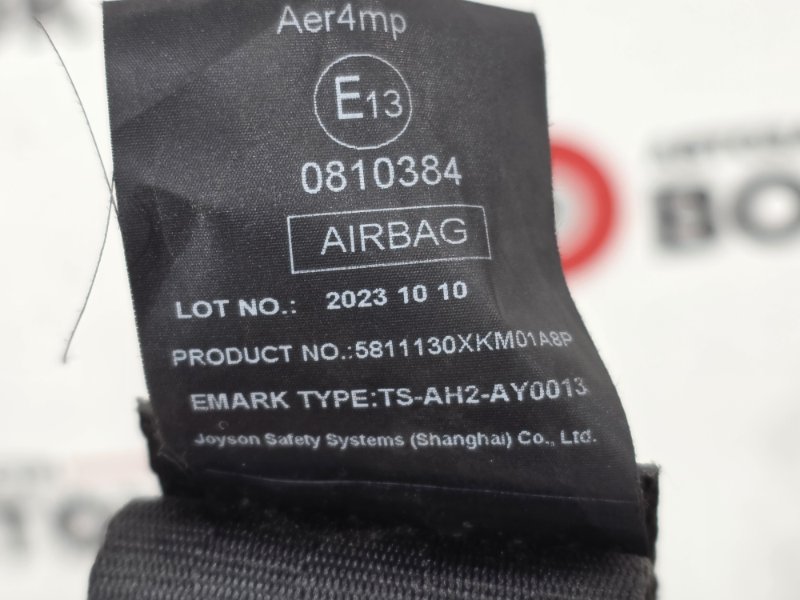 Aer4mp
E13
0810384
AIRBAG
LOT NO.: 2023 10 10
PRODUCT NO.:5811130XKM01A8P
EMARK TYPE:TS-AH2-AY0013
Joyson Safety Systems (Shanghai) Co., Ltd.